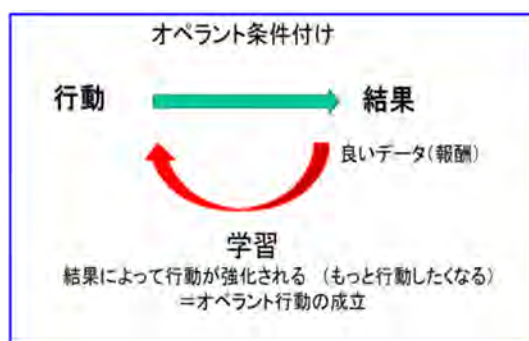 オペラント条件付け
行動
結果
良いデータ(報酬)
学習
結果によって行動が強化される (もっと行動したくなる)
＝オペラント行動の成立